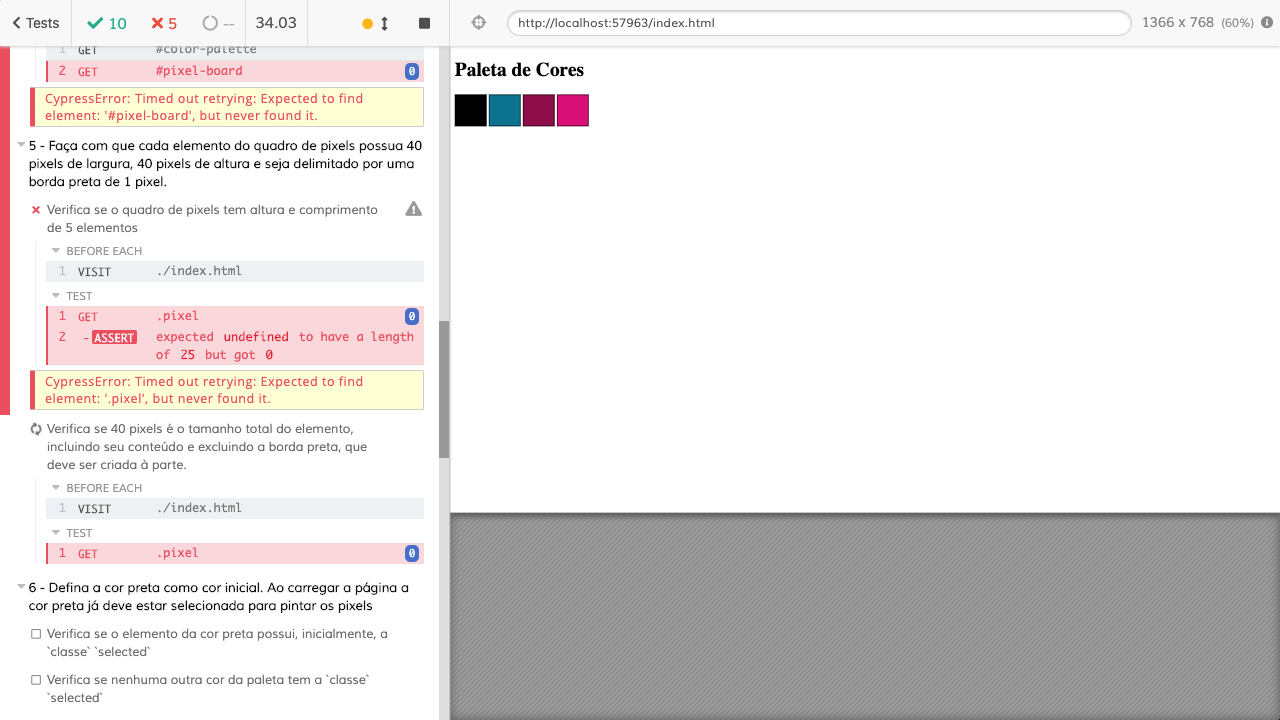 Tests 10 5 -- 34.03 http://localhost:57963/index.html 1366 x 768 (60%)
1 GET #color-palette
2 GET #pixel-board 0
CypressError: Timed out retrying: Expected to find
element: '#pixel-board', but never found it.
5 - Faça com que cada elemento do quadro de pixels possua 40
pixels de largura, 40 pixels de altura e seja delimitado por uma
borda preta de 1 pixel.
Verifica se o quadro de pixels tem altura e comprimento
de 5 elementos
BEFORE EACH
1 VISIT ./index.html
TEST
1 GET .pixel 0
2 - ASSERT expected undefined to have a length
of 25 but got 0
CypressError: Timed out retrying: Expected to find
element: '.pixel', but never found it.
Verifica se 40 pixels é o tamanho total do elemento,
incluindo seu conteúdo e excluindo a borda preta, que
deve ser criada à parte.
BEFORE EACH
1 VISIT ./index.html
TEST
1 GET .pixel 0
6 - Defina a cor preta como cor inicial. Ao carregar a página a
cor preta já deve estar selecionada para pintar os pixels
Verifica se o elemento da cor preta possui, inicialmente, a
`classe` `selected`
Verifica se nenhuma outra cor da paleta tem a `classe`
`selected`
Paleta de Cores